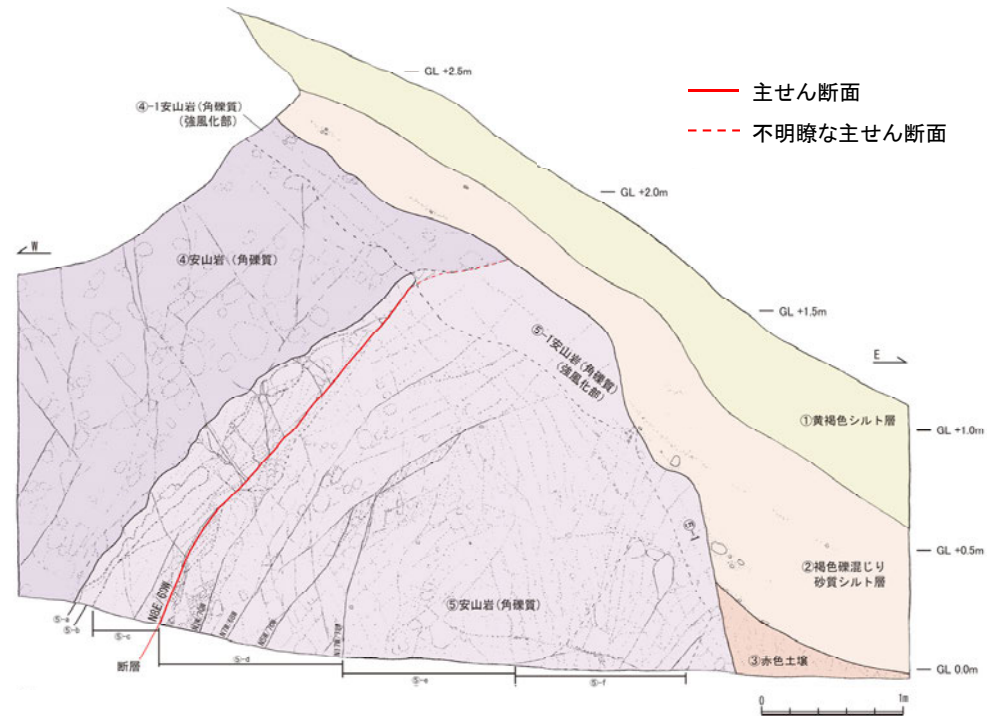 GL +2.5m
主せん断面
④-1安山岩(角礫質)
(強風化部)
不明瞭な主せん断面
GL +2.0m
W
④安山岩(角礫質)
GL +1.5m
⑤-1安山岩(角礫質)
(強風化部)
E
①黄褐色シルト層
GL +1.0m
⑤-1
GL +0.5m
②褐色礫混じり
砂質シルト層
N8E/60W
⑤安山岩(角礫質)
⑤-a
⑤-b
⑤-c
断層
⑤-d
⑤-e
⑤-f
③赤色土壌
GL 0.0m
0
1m